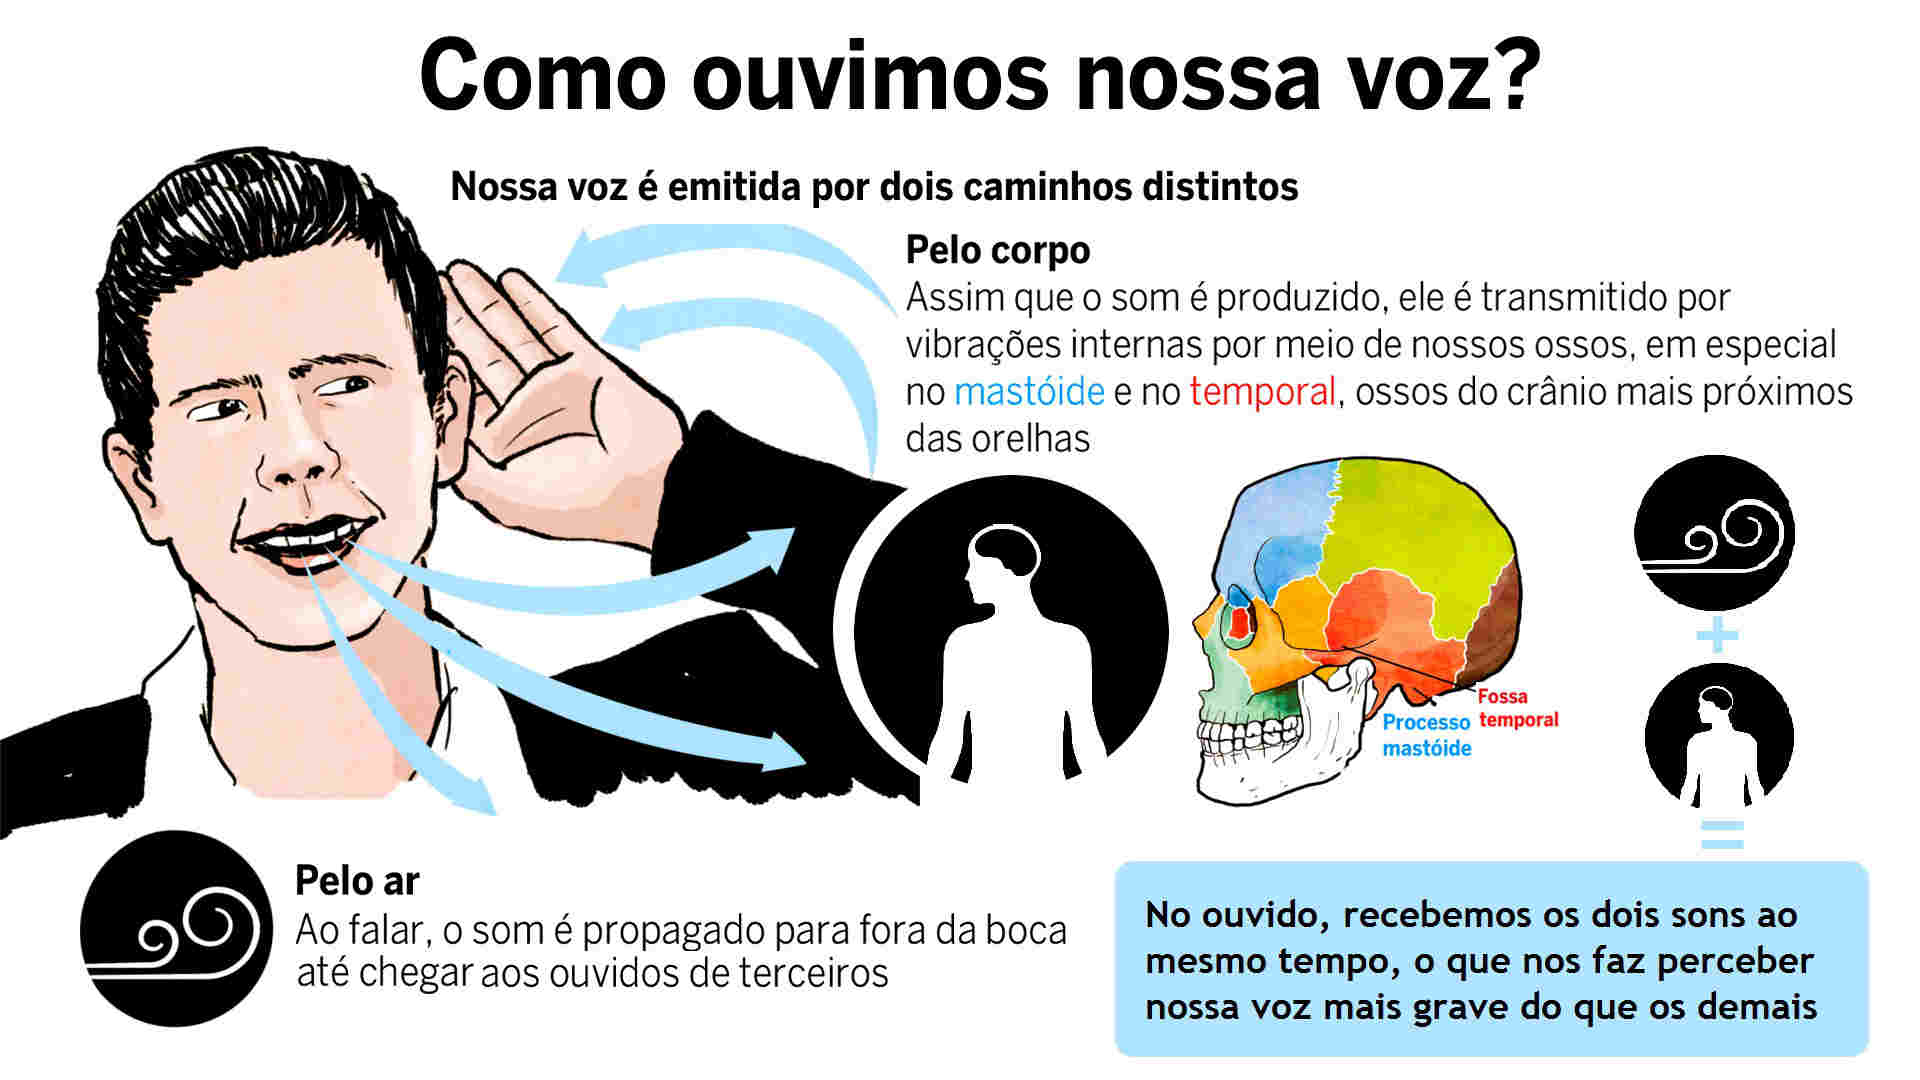 Como ouvimos nossa voz?
Nossa voz é emitida por dois caminhos distintos
Pelo corpo
Assim que o som é produzido, ele é transmitido por
vibrações internas por meio de nossos ossos, em especial
no mastóide e no temporal, ossos do crânio mais próximos
das orelhas
Fossa
temporal
Processo
mastóide
Pelo ar
Ao falar, o som é propagado para fora da boca
até chegar aos ouvidos de terceiros
+
=
No ouvido, recebemos os dois sons ao
mesmo tempo, o que nos faz perceber
nossa voz mais grave do que os demais